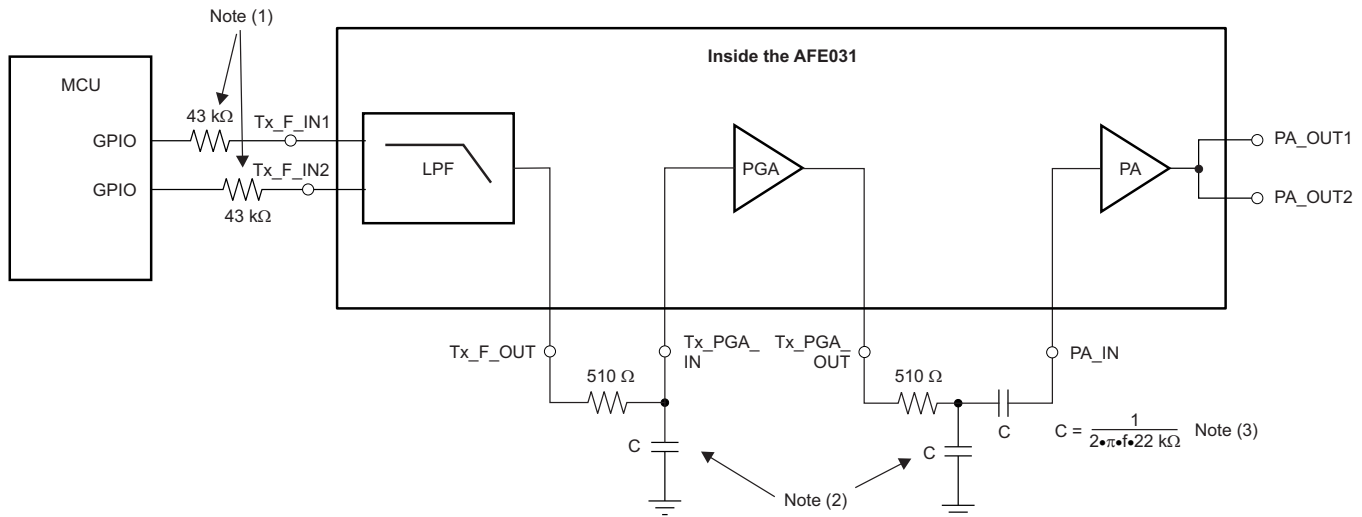 Note (1)
Inside the AFE031
MCU
43 kΩ
Tx_F_IN1
GPIO
LPF
PGA
PA
PA_OUT1
Tx_F_IN2
GPIO
43 kΩ
PA_OUT2
Tx_F_OUT
Tx_PGA_
IN
Tx_PGA_
OUT
PA_IN
510 Ω
510 Ω
C
C
C
C = 1 / 2•π•f•22 kΩ Note (3)
Note (2)